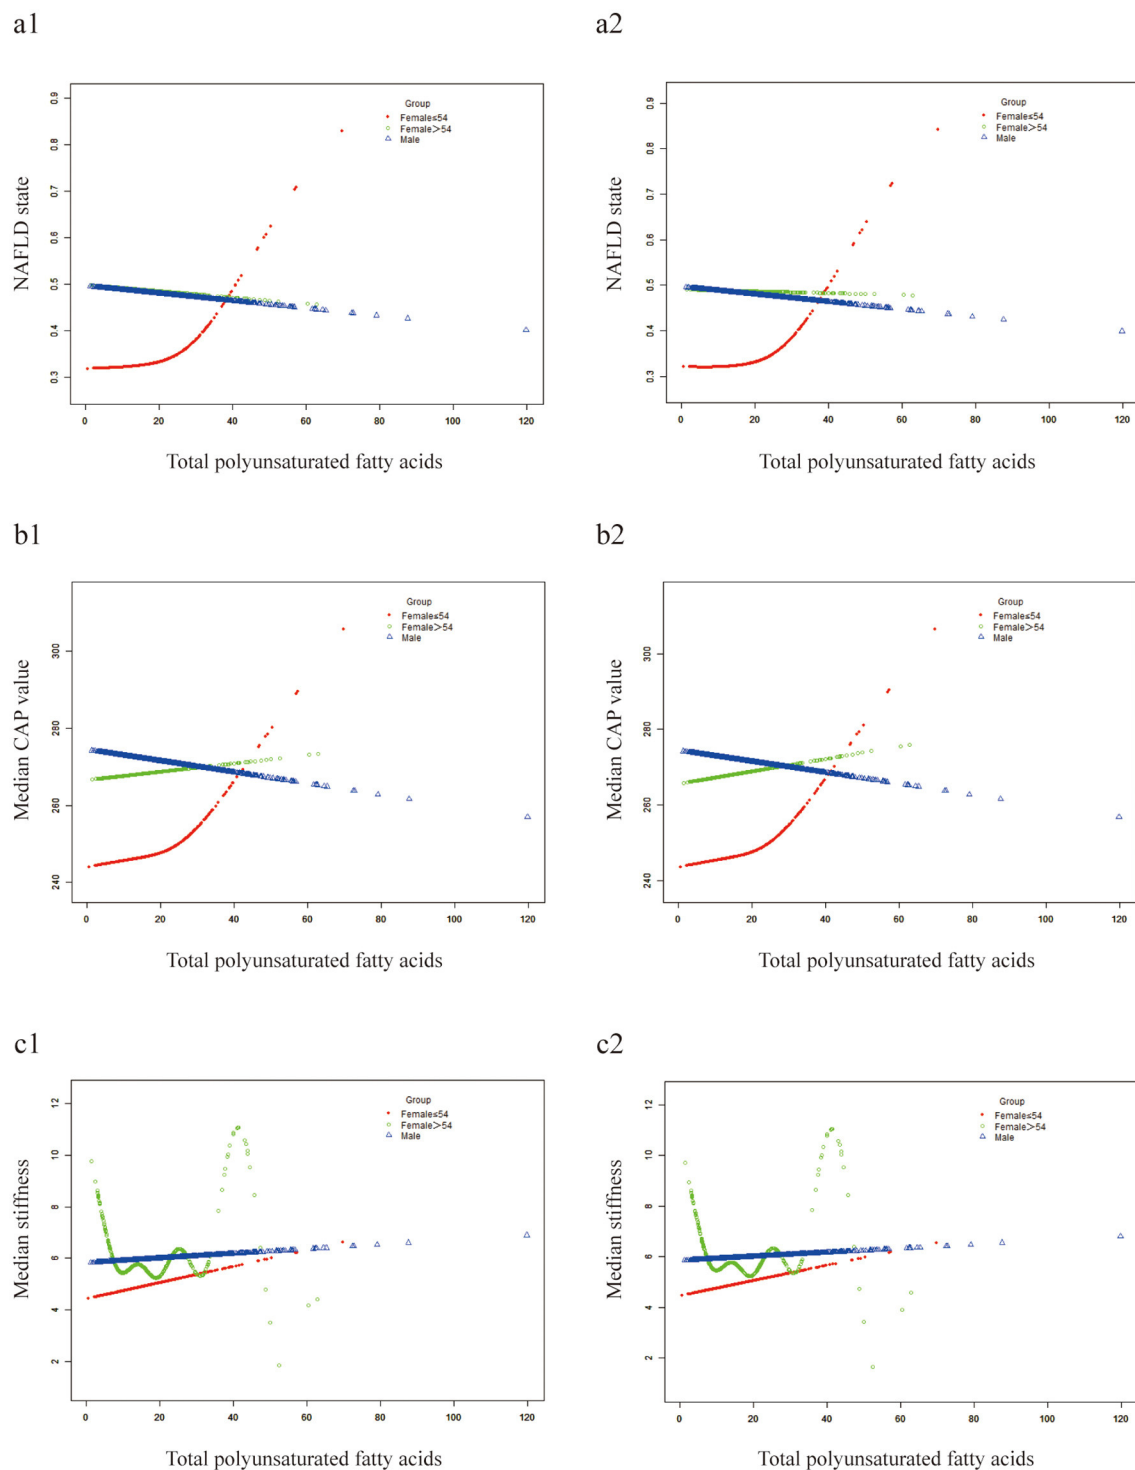 a1
a2
Group
Female≤54
Female>54
Male
NAFLD state
0.3 0.4 0.5 0.6 0.7 0.8 0.9
0 20 40 60 80 100 120
Total polyunsaturated fatty acids
Group
Female≤54
Female>54
Male
NAFLD state
0.3 0.4 0.5 0.6 0.7 0.8 0.9
0 20 40 60 80 100 120
Total polyunsaturated fatty acids
b1
b2
Group
Female≤54
Female>54
Male
Median CAP value
240 260 280 300
0 20 40 60 80 100 120
Total polyunsaturated fatty acids
Group
Female≤54
Female>54
Male
Median CAP value
240 260 280 300
0 20 40 60 80 100 120
Total polyunsaturated fatty acids
c1
c2
Group
Female≤54
Female>54
Male
Median stiffness
2 4 6 8 10 12
0 20 40 60 80 100 120
Total polyunsaturated fatty acids
Group
Female≤54
Female>54
Male
Median stiffness
2 4 6 8 10 12
0 20 40 60 80 100 120
Total polyunsaturated fatty acids